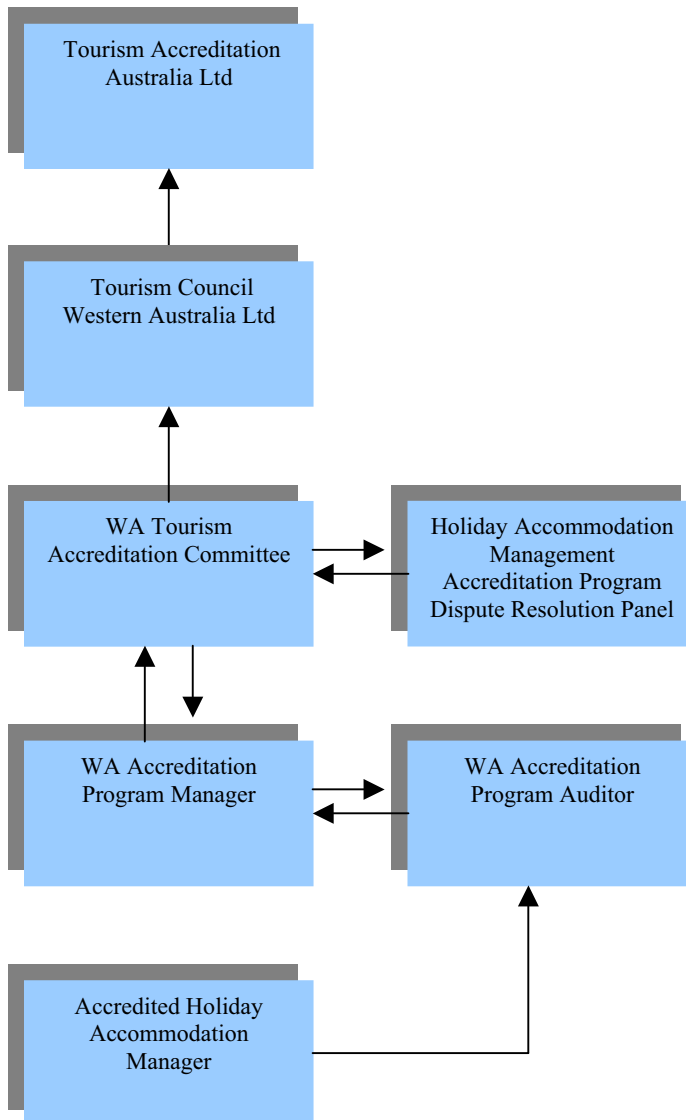 Tourism Accreditation
Australia Ltd
Tourism Council
Western Australia Ltd
WA Tourism
Accreditation Committee
Holiday Accommodation
Management
Accreditation Program
Dispute Resolution Panel
WA Accreditation
Program Manager
WA Accreditation
Program Auditor
Accredited Holiday
Accommodation
Manager